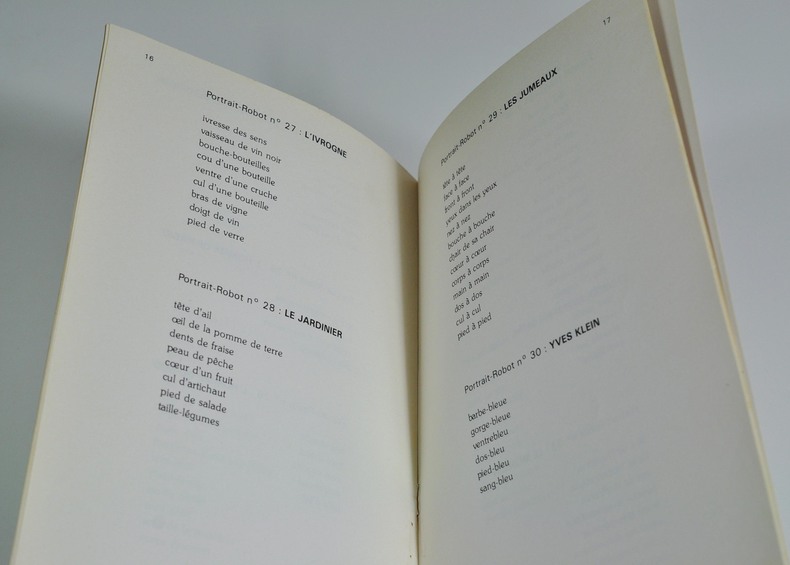 16
Portrait-Robot nº 27 : L'IVROGNE
ivresse des sens
vaisseau de vin noir
bouche-bouteilles
cou d'une bouteille
ventre d'une cruche
cul d'une bouteille
bras de vigne
doigt de vin
pied de verre
Portrait-Robot nº 28 : LE JARDINIER
tête d'ail
œil de la pomme de terre
dents de fraise
peau de pêche
cœur d'un fruit
cul d'artichaut
pied de salade
taille-légumes
17
Portrait-Robot nº 29 : LES JUMEAUX
tête à tête
face à face
front à front
yeux dans les yeux
nez à nez
bouche à bouche
chair de sa chair
cœur à cœur
corps à corps
main à main
dos à dos
cul à cul
pied à pied
Portrait-Robot nº 30 : YVES KLEIN
barbe-bleue
gorge-bleue
ventrebleu
dos-bleu
pied-bleu
sang-bleu